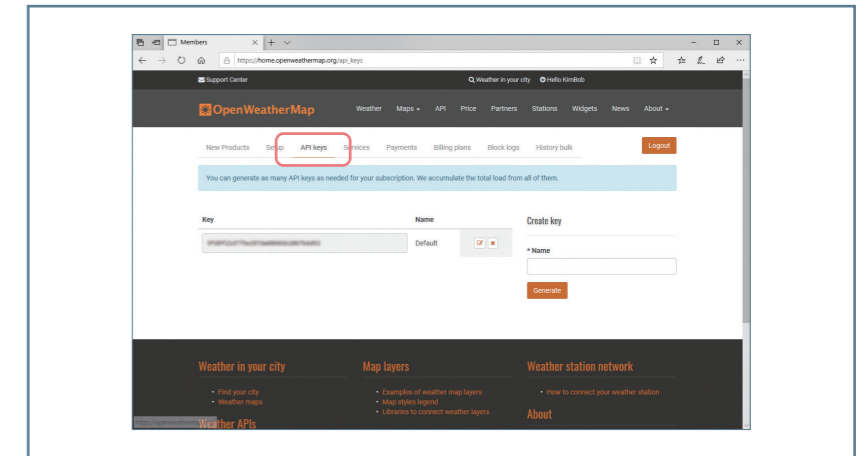 Members
https://home.openweathermap.org/api_keys
Support Center
Weather in your city Hello KimBob
OpenWeatherMap
Weather Maps API Price Partners Stations Widgets News About
New Products Setup API keys Services Payments Billing plans Block logs History bulk Logout
You can generate as many API keys as needed for your subscription. We accumulate the total load from all of them.
Key Name Create key
Default
* Name
Generate
Weather in your city Map layers Weather station network
Find your city Examples of weather map layers How to connect your weather station
Weather maps Map styles legend
Libraries to connect weather layers
Weather APIs About